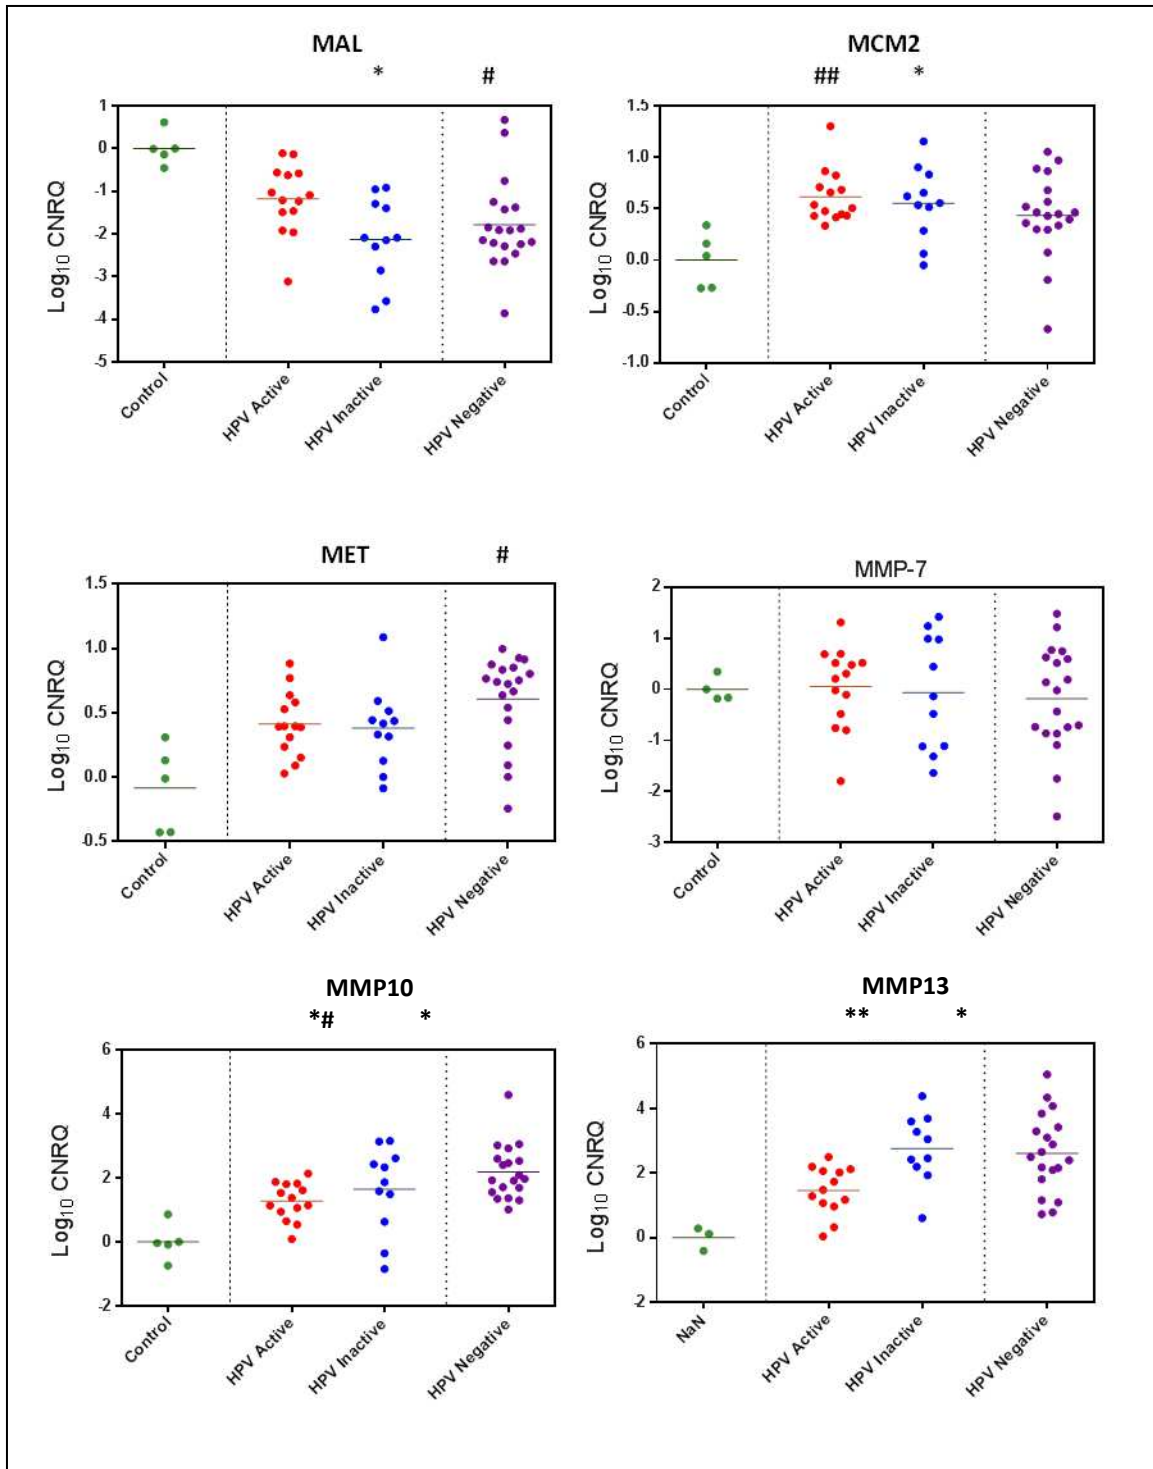 MAL
* #
Log10 CNRQ
1
0
-1
-2
-3
-4
-5
Control
HPV Active
HPV Inactive
HPV Negative
MCM2
## *
Log10 CNRQ
1.5
1.0
0.5
0.0
-0.5
-1.0
Control
HPV Active
HPV Inactive
HPV Negative
MET #
Log10 CNRQ
1.5
1.0
0.5
0.0
-0.5
Control
HPV Active
HPV Inactive
HPV Negative
MMP-7
Log10 CNRQ
2
1
0
-1
-2
-3
Control
HPV Active
HPV Inactive
HPV Negative
MMP10
*# *
Log10 CNRQ
6
4
2
0
-2
Control
HPV Active
HPV Inactive
HPV Negative
MMP13
** *
Log10 CNRQ
6
4
2
0
-2
NaN
HPV Active
HPV Inactive
HPV Negative